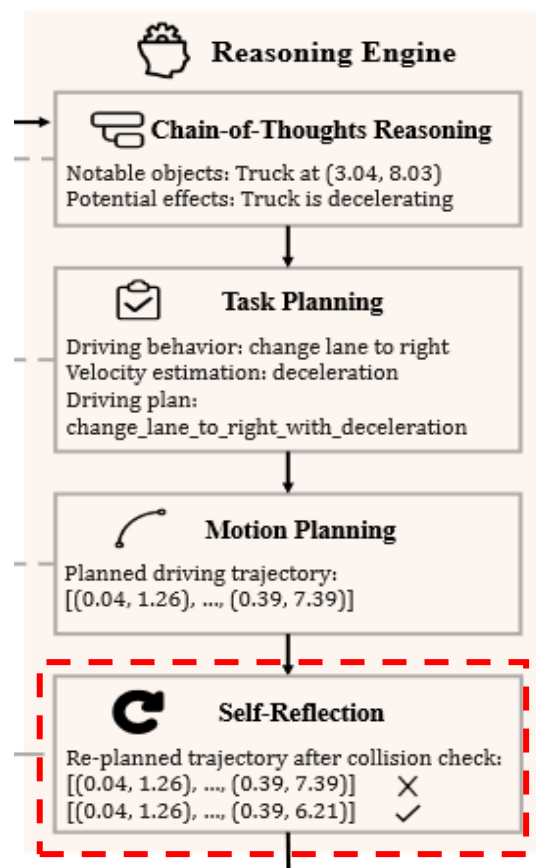 Reasoning Engine
Chain-of-Thoughts Reasoning
Notable objects: Truck at (3.04, 8.03)
Potential effects: Truck is decelerating
Task Planning
Driving behavior: change lane to right
Velocity estimation: deceleration
Driving plan:
change_lane_to_right_with_deceleration
Motion Planning
Planned driving trajectory:
[(0.04, 1.26), ..., (0.39, 7.39)]
Self-Reflection
Re-planned trajectory after collision check:
[(0.04, 1.26), ..., (0.39, 7.39)]
[(0.04, 1.26), ..., (0.39, 6.21)]